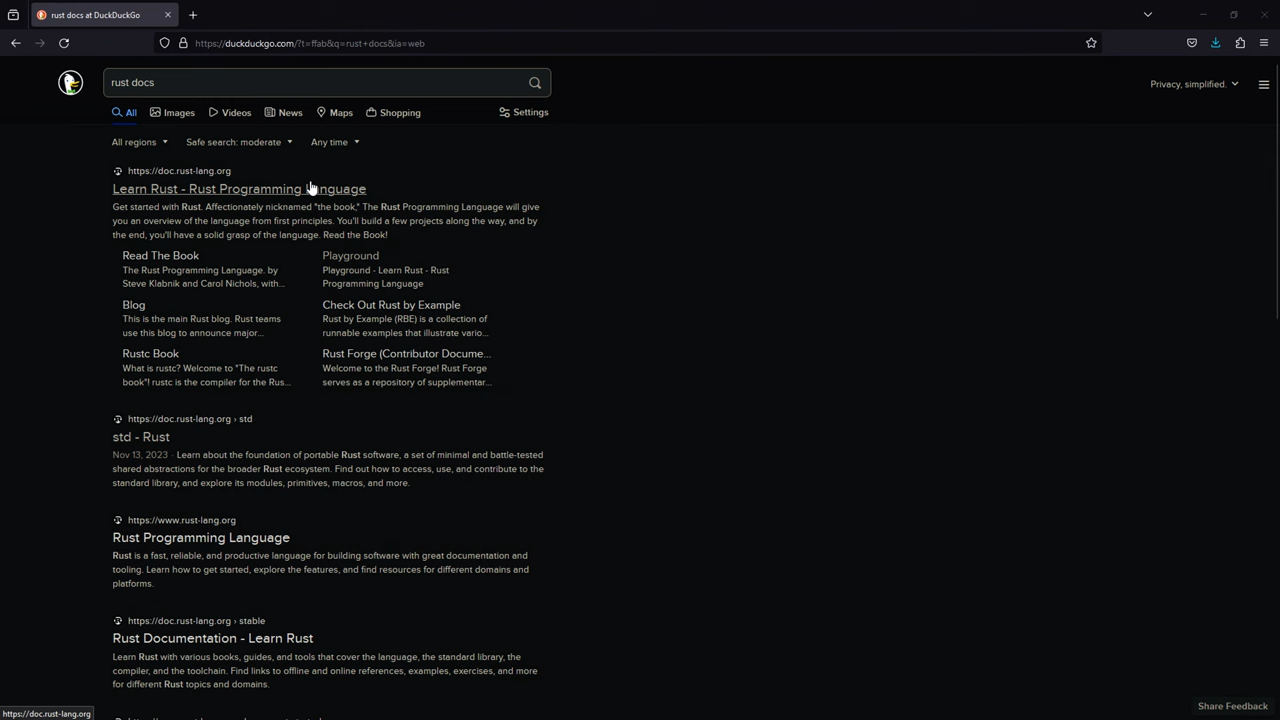 rust docs at DuckDuckGo
https://duckduckgo.com/?t=ffab&q=rust+docs&ia=web
rust docs
Privacy, simplified.
All Images Videos News Maps Shopping Settings
All regions Safe search: moderate Any time
https://doc.rust-lang.org
Learn Rust - Rust Programming Language
Get started with Rust. Affectionately nicknamed "the book," The Rust Programming Language will give
you an overview of the language from first principles. You'll build a few projects along the way, and by
the end, you'll have a solid grasp of the language. Read the Book!
Read The Book
The Rust Programming Language. by
Steve Klabnik and Carol Nichols, with...
Playground
Playground - Learn Rust - Rust
Programming Language
Blog
This is the main Rust blog. Rust teams
use this blog to announce major...
Check Out Rust by Example
Rust by Example (RBE) is a collection of
runnable examples that illustrate vario...
Rustc Book
What is rustc? Welcome to "The rustc
book"! rustc is the compiler for the Rus...
Rust Forge (Contributor Docume...
Welcome to the Rust Forge! Rust Forge
serves as a repository of supplementar...
https://doc.rust-lang.org › std
std - Rust
Nov 13, 2023 · Learn about the foundation of portable Rust software, a set of minimal and battle-tested
shared abstractions for the broader Rust ecosystem. Find out how to access, use, and contribute to the
standard library, and explore its modules, primitives, macros, and more.
https://www.rust-lang.org
Rust Programming Language
Rust is a fast, reliable, and productive language for building software with great documentation and
tooling. Learn how to get started, explore the features, and find resources for different domains and
platforms.
https://doc.rust-lang.org › stable
Rust Documentation - Learn Rust
Learn Rust with various books, guides, and tools that cover the language, the standard library, the
compiler, and the toolchain. Find links to offline and online references, examples, exercises, and more
for different Rust topics and domains.
Share Feedback
https://doc.rust-lang.org